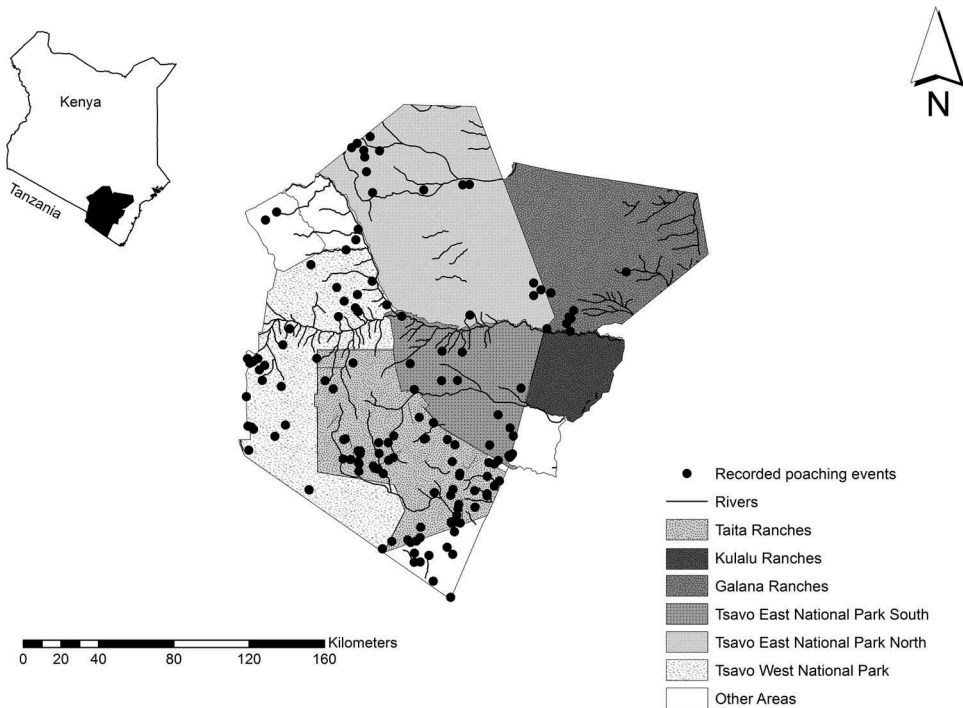 Kenya
Tanzania
N
Recorded poaching events
Rivers
Taita Ranches
Kulalu Ranches
Galana Ranches
Tsavo East National Park South
Tsavo East National Park North
Tsavo West National Park
Other Areas
Kilometers
0 20 40 80 120 160